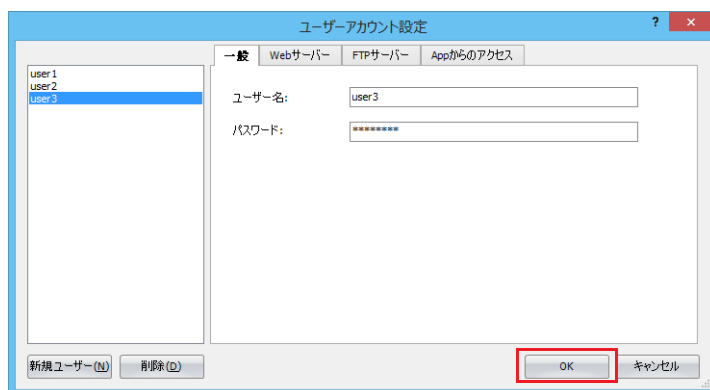 ユーザーアカウント設定
? ×
一般 Webサーバー FTPサーバー Appからのアクセス
user1
user2
user3
ユーザー名: user3
パスワード: ********
新規ユーザー(N) 削除(D) OK キャンセル